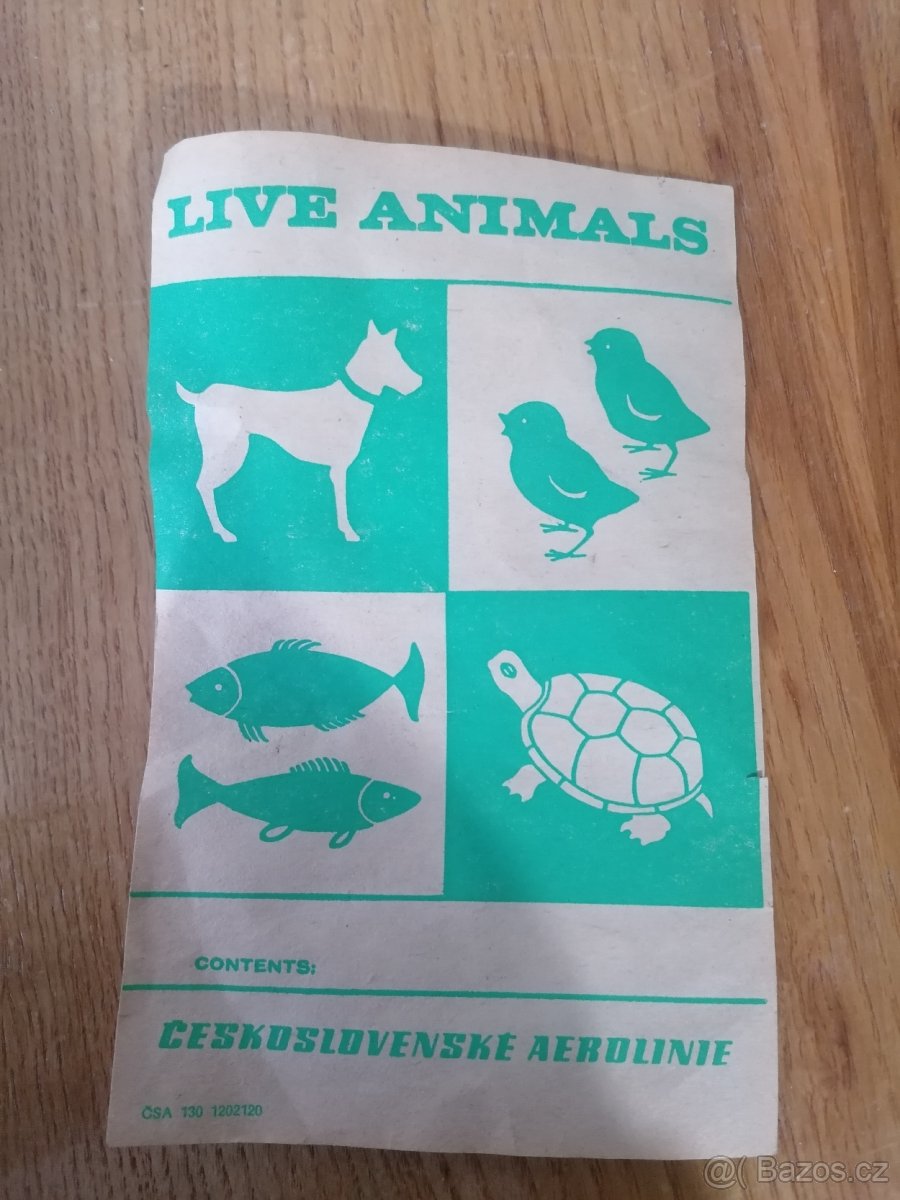 LIVE ANIMALS
CONTENTS:
ČESKOSLOVENSKÉ AEROLINIE
ČSA 130 1202120
@( Bazos.cz